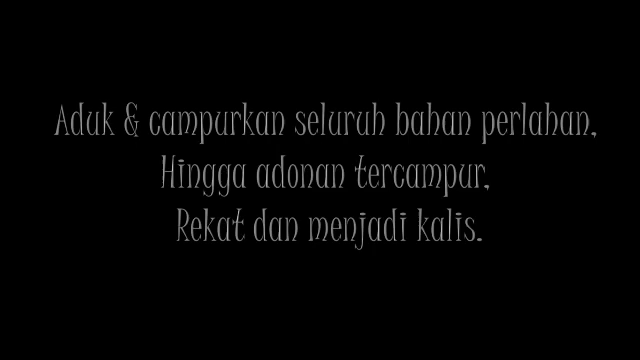 Aduk & campurkan seluruh bahan perlahan,
Hingga adonan tercampur,
Rekat dan menjadi kalis.